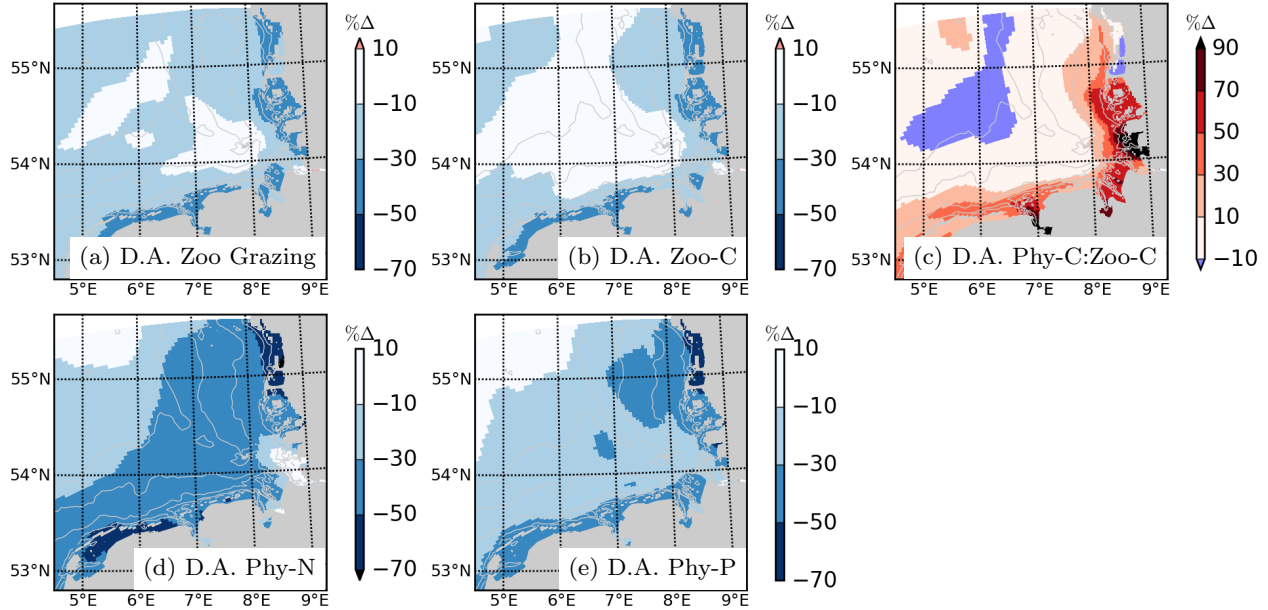 %Δ
%Δ
%Δ
55°N
54°N
53°N
10
−10
−30
−50
−70
(a) D.A. Zoo Grazing
5°E 6°E 7°E 8°E 9°E
55°N
54°N
53°N
10
−10
−30
−50
−70
(b) D.A. Zoo-C
5°E 6°E 7°E 8°E 9°E
55°N
54°N
53°N
90
70
50
30
10
−10
(c) D.A. Phy-C:Zoo-C
5°E 6°E 7°E 8°E 9°E
%Δ
%Δ
55°N
54°N
53°N
10
−10
−30
−50
−70
(d) D.A. Phy-N
5°E 6°E 7°E 8°E 9°E
55°N
54°N
53°N
10
−10
−30
−50
−70
(e) D.A. Phy-P
5°E 6°E 7°E 8°E 9°E